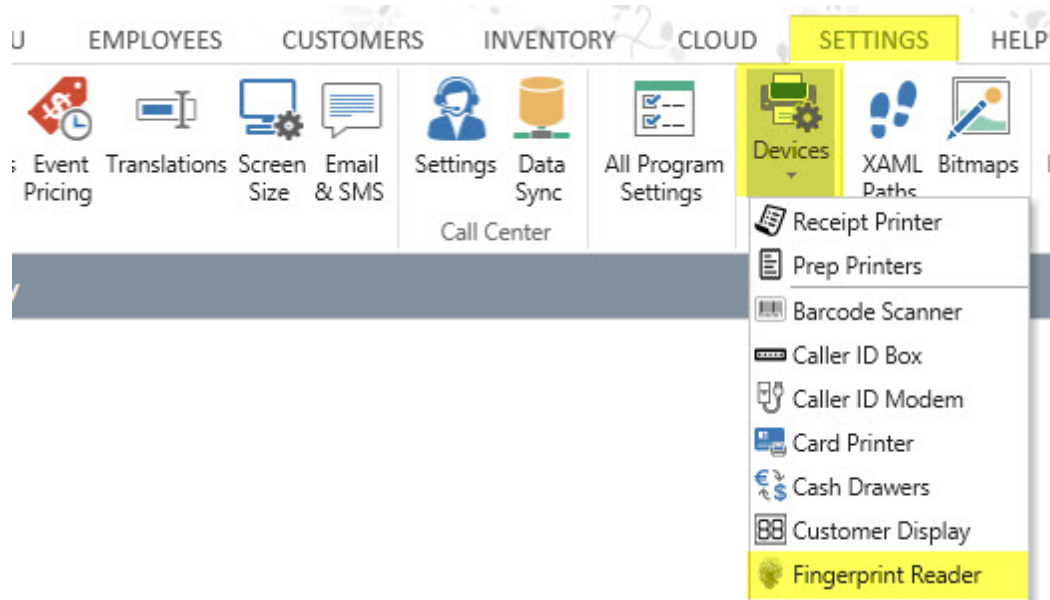 U EMPLOYEES CUSTOMERS INVENTORY CLOUD SETTINGS HELP
s Event Pricing
Translations
Screen Size
Email & SMS
Settings
Data Sync
Call Center
All Program Settings
Devices
XAML Paths
Bitmaps
y
Receipt Printer
Prep Printers
Barcode Scanner
Caller ID Box
Caller ID Modem
Card Printer
Cash Drawers
Customer Display
Fingerprint Reader